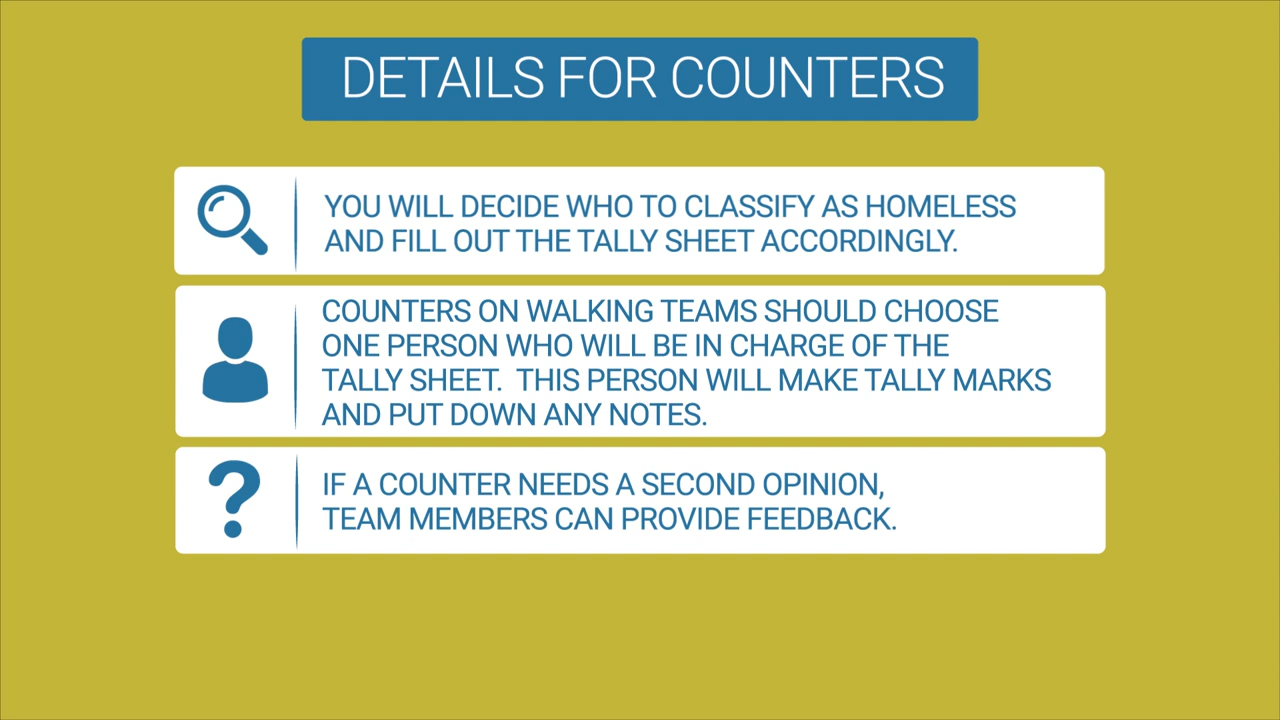 DETAILS FOR COUNTERS
YOU WILL DECIDE WHO TO CLASSIFY AS HOMELESS
AND FILL OUT THE TALLY SHEET ACCORDINGLY.
COUNTERS ON WALKING TEAMS SHOULD CHOOSE
ONE PERSON WHO WILL BE IN CHARGE OF THE
TALLY SHEET.  THIS PERSON WILL MAKE TALLY MARKS
AND PUT DOWN ANY NOTES.
IF A COUNTER NEEDS A SECOND OPINION,
TEAM MEMBERS CAN PROVIDE FEEDBACK.